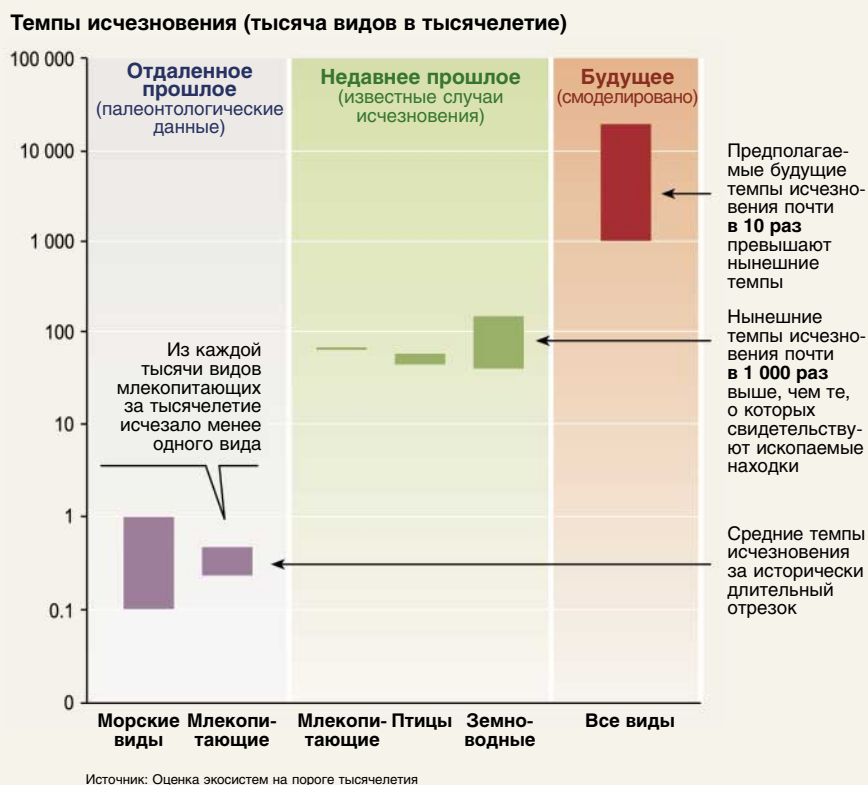 Темпы исчезновения (тысяча видов в тысячелетие)
100 000
10 000
1 000
100
10
1
0.1
0
Отдаленное
прошлое
(палеонтологические
данные)
Недавнее прошлое
(известные случаи
исчезновения)
Будущее
(смоделировано)
Из каждой
тысячи видов
млекопитающих
за тысячелетие
исчезало менее
одного вида
Предполагае-
мые будущие
темпы исчезно-
вения почти
в 10 раз
превышают
нынешние
темпы
Нынешние
темпы исчезно-
вения почти
в 1 000 раз
выше, чем те,
о которых
свидетельству-
ют ископаемые
находки
Средние темпы
исчезновения
за исторически
длительный
отрезок
Морские
виды
Млекопи-
тающие
Млекопи-
тающие
Птицы
Земно-
водные
Все виды
Источник: Оценка экосистем на пороге тысячелетия